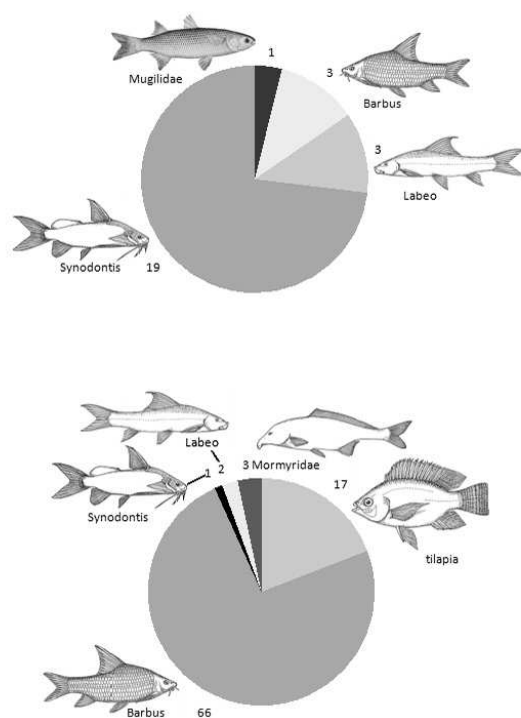 1
Mugilidae
3
Barbus
3
Labeo
Synodontis 19
Labeo
1 2 3 Mormyridae
17
Synodontis
tilapia
Barbus 66